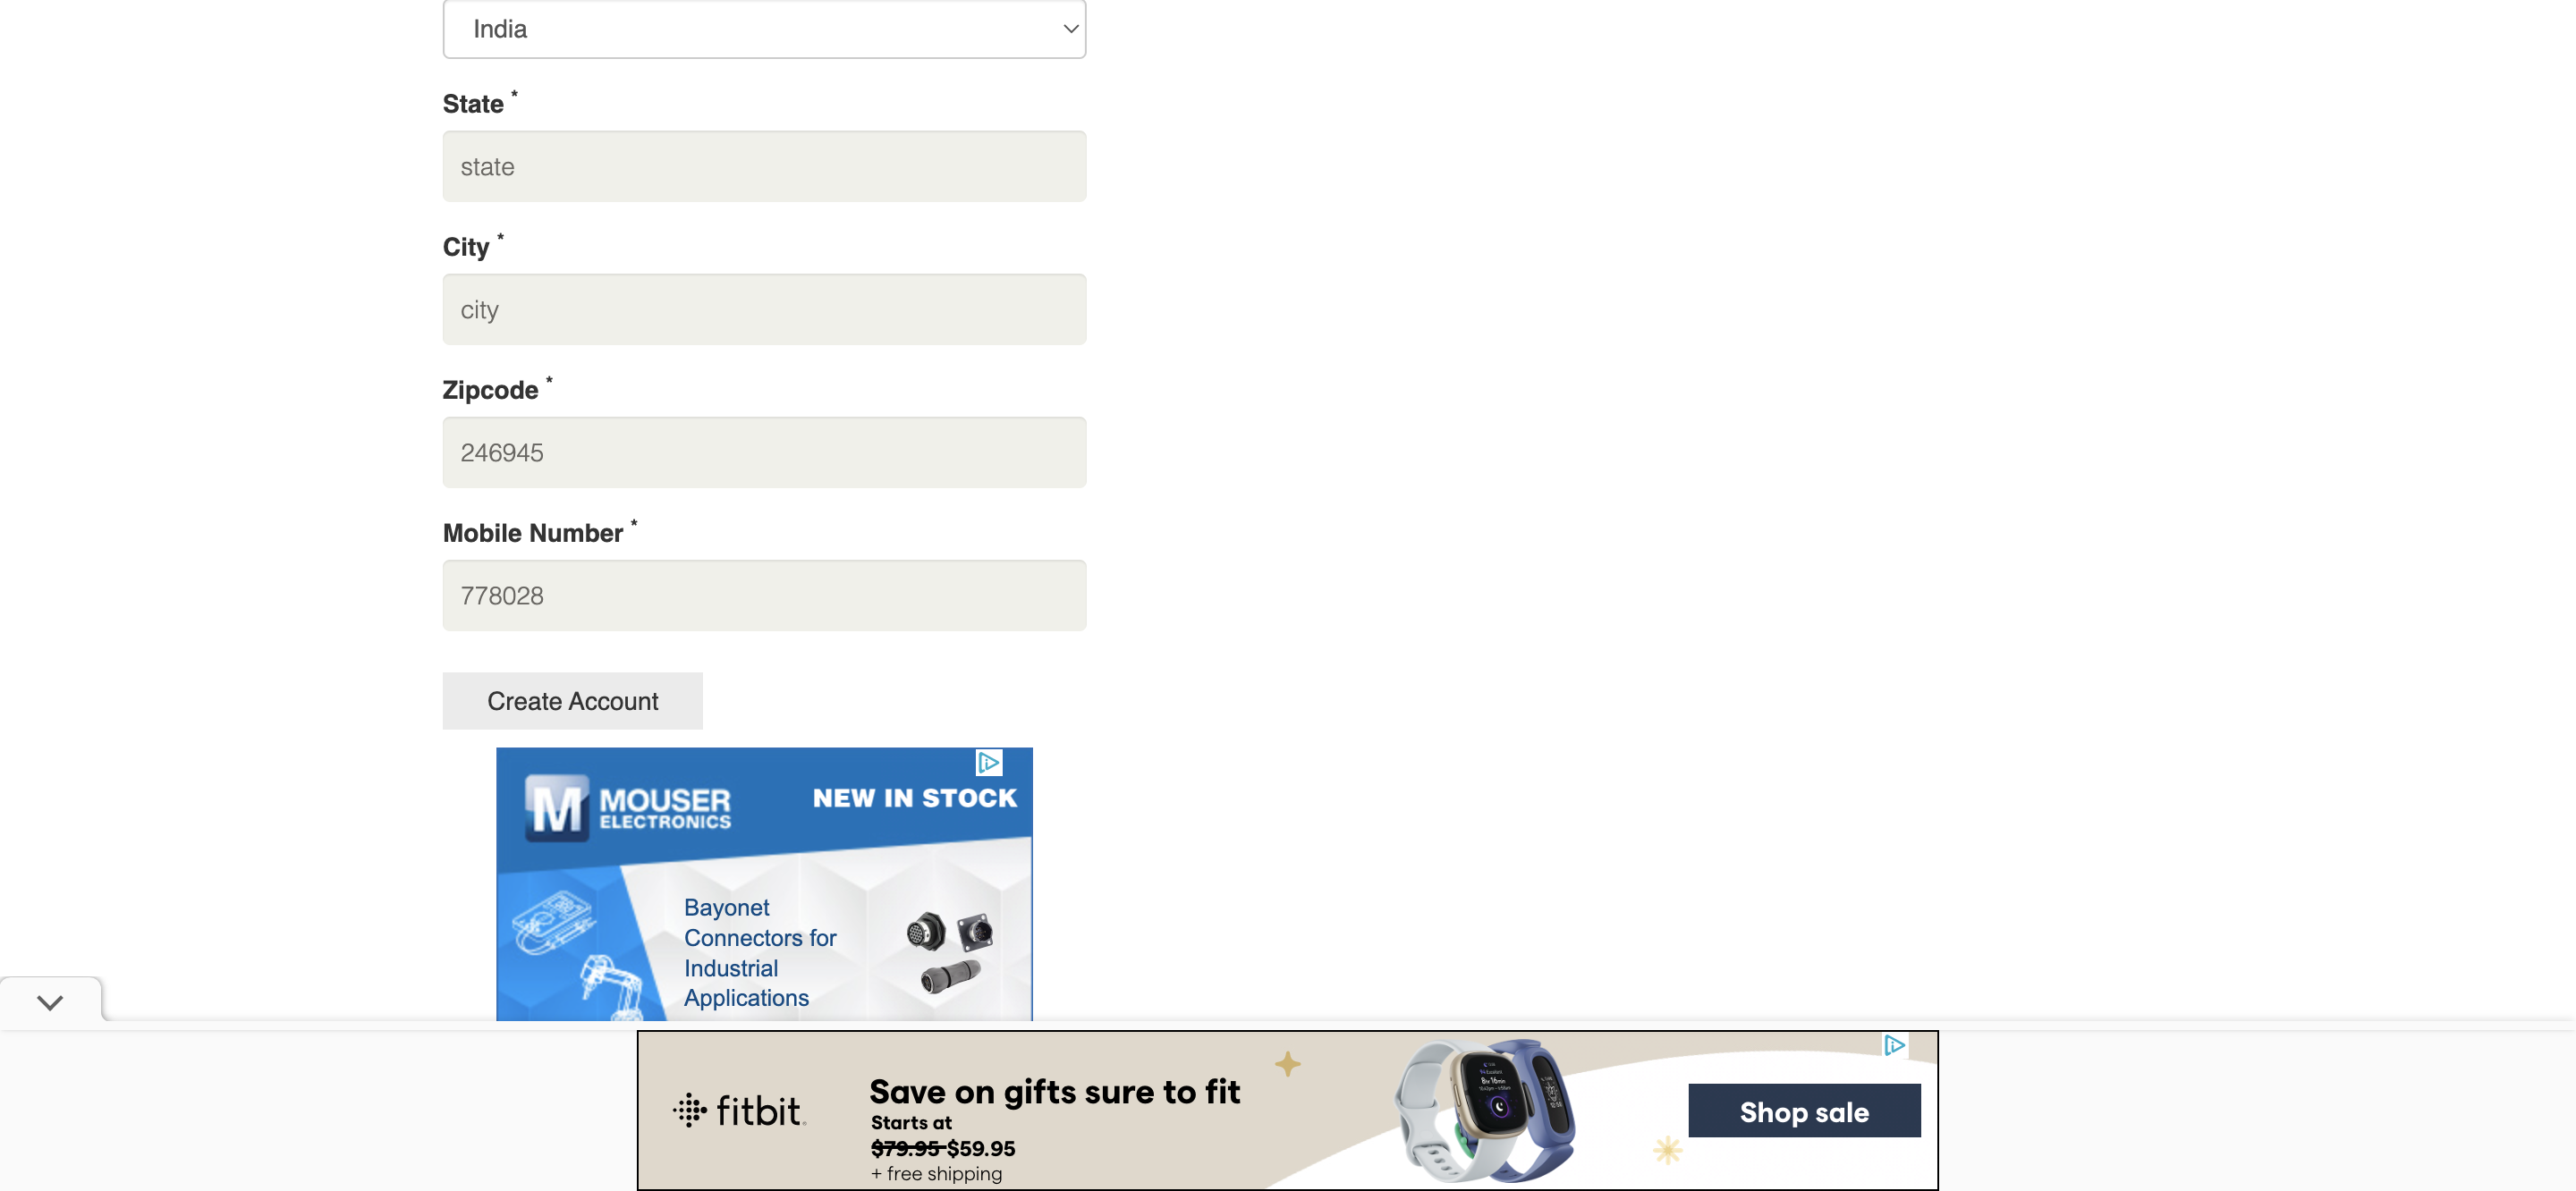 India
State *
state
City *
city
Zipcode *
246945
Mobile Number *
778028
Create Account
M MOUSER
ELECTRONICS
NEW IN STOCK
Bayonet
Connectors for
Industrial
Applications
fitbit
Save on gifts sure to fit
Starts at
$79.95 $59.95
+ free shipping
Shop sale